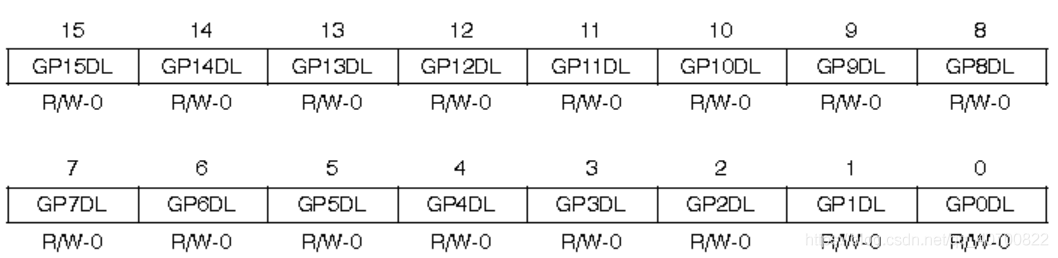 15 14 13 12 11 10 9 8
GP15DL GP14DL GP13DL GP12DL GP11DL GP10DL GP9DL GP8DL
R/W-0 R/W-0 R/W-0 R/W-0 R/W-0 R/W-0 R/W-0 R/W-0
7 6 5 4 3 2 1 0
GP7DL GP6DL GP5DL GP4DL GP3DL GP2DL GP1DL GP0DL
R/W-0 R/W-0 R/W-0 R/W-0 R/W-0 R/W-0 R/W-0 R/W-0